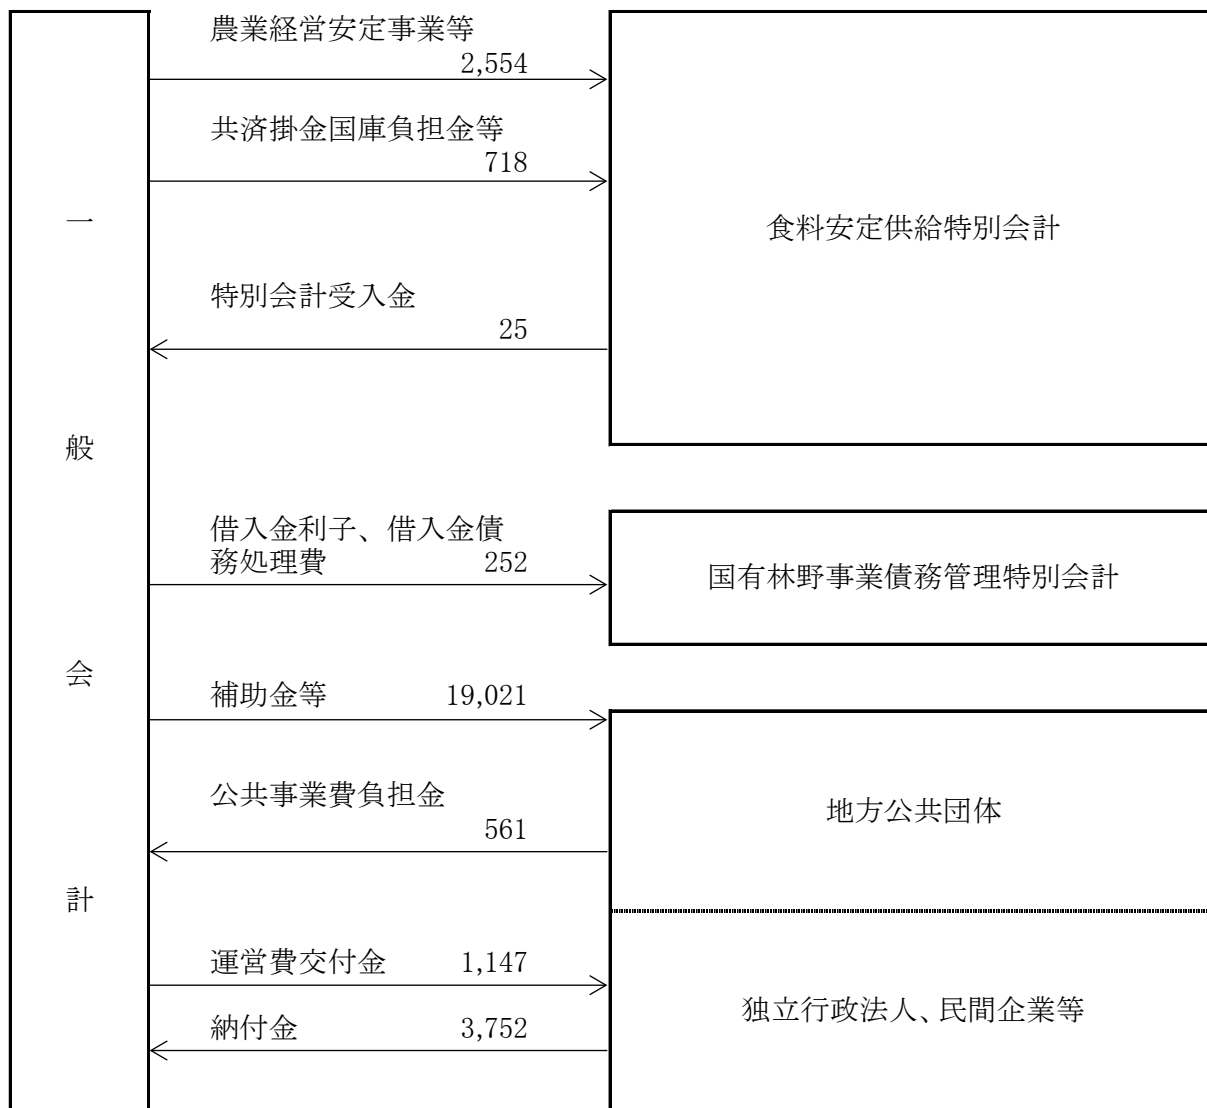 農業経営安定事業等
2,554
共済掛金国庫負担金等
718
食料安定供給特別会計
特別会計受入金
25
一般会計
借入金利子、借入金債
務処理費 252
国有林野事業債務管理特別会計
補助金等 19,021
公共事業費負担金
561
地方公共団体
運営費交付金 1,147
納付金 3,752
独立行政法人、民間企業等